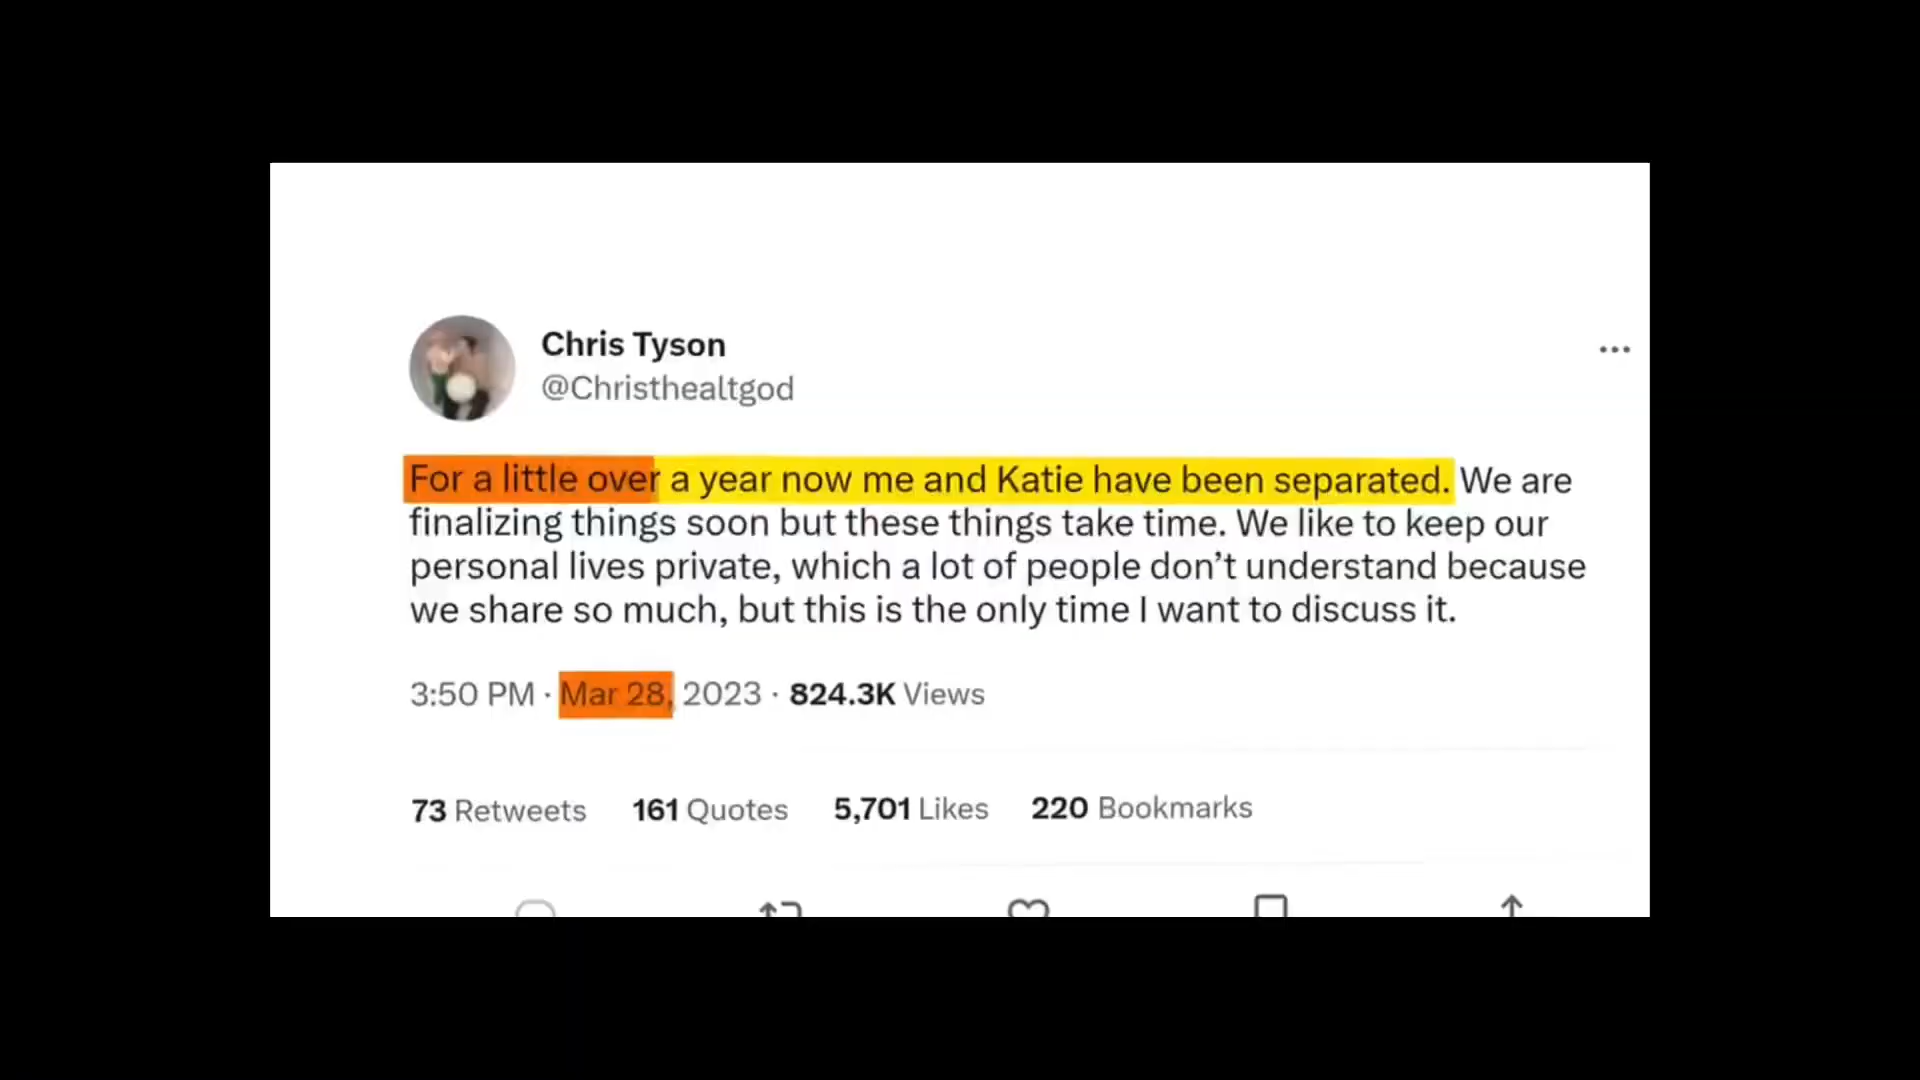 Chris Tyson
@Christhealtgod
For a little over a year now me and Katie have been separated. We are
finalizing things soon but these things take time. We like to keep our
personal lives private, which a lot of people don’t understand because
we share so much, but this is the only time I want to discuss it.
3:50 PM · Mar 28, 2023 · 824.3K Views
73 Retweets 161 Quotes 5,701 Likes 220 Bookmarks